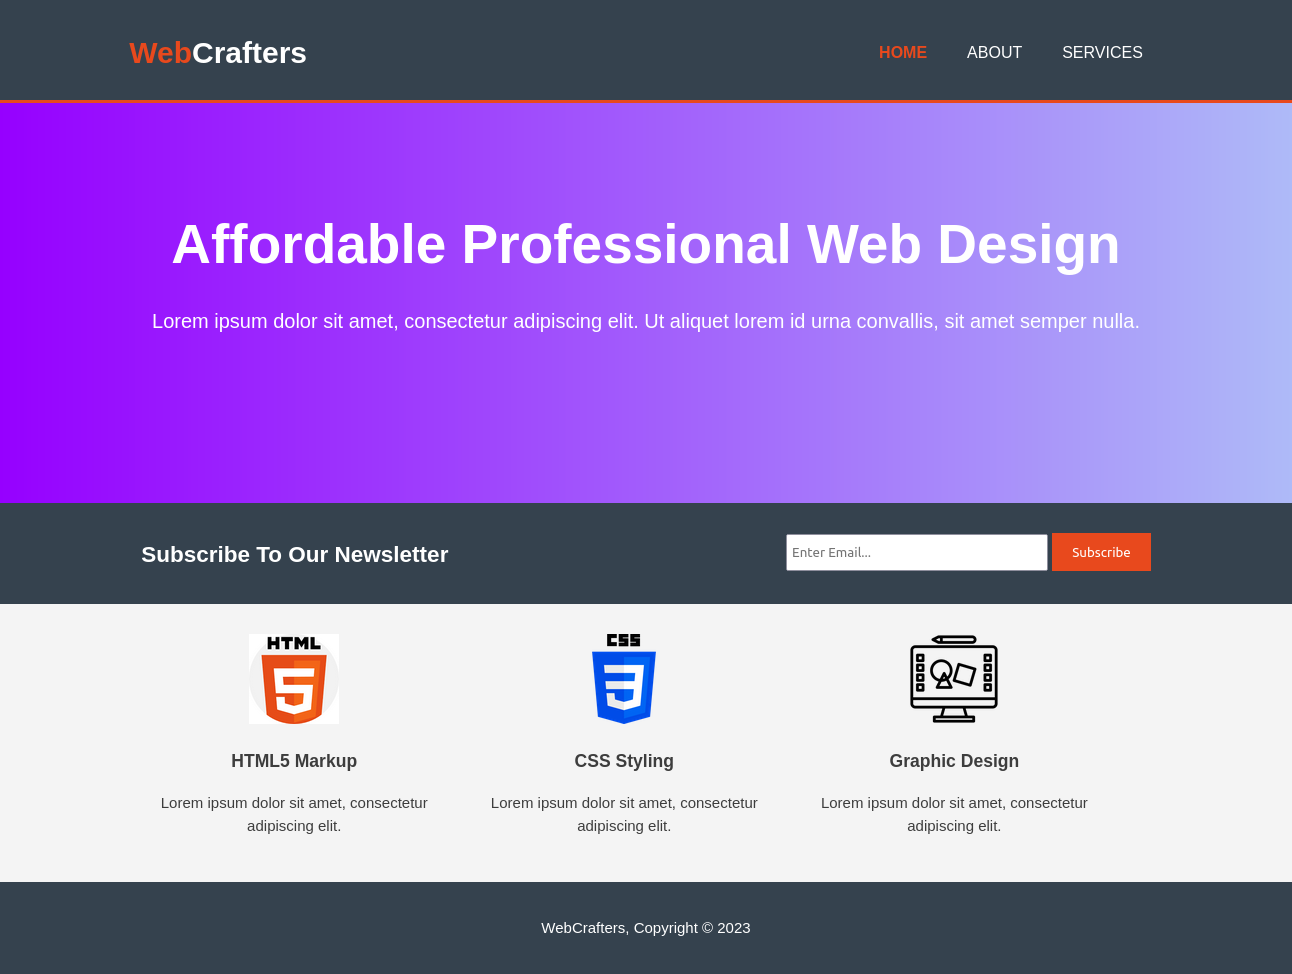 WebCrafters
HOME ABOUT SERVICES
Affordable Professional Web Design
Lorem ipsum dolor sit amet, consectetur adipiscing elit. Ut aliquet lorem id urna convallis, sit amet semper nulla.
Subscribe To Our Newsletter
Enter Email...
Subscribe
HTML
5
HTML5 Markup
Lorem ipsum dolor sit amet, consectetur
adipiscing elit.
CSS
3
CSS Styling
Lorem ipsum dolor sit amet, consectetur
adipiscing elit.
Graphic Design
Lorem ipsum dolor sit amet, consectetur
adipiscing elit.
WebCrafters, Copyright © 2023